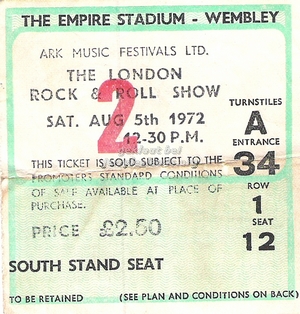 THE EMPIRE STADIUM - WEMBLEY
ARK MUSIC FESTIVALS LTD.
THE LONDON
ROCK & ROLL SHOW
SAT. AUG 5th 1972
12-30 P.M.
2
TURNSTILES
A
ENTRANCE
34
ROW
1
SEAT
12
THIS TICKET IS SOLD SUBJECT TO THE
PROMOTERS STANDARD CONDITIONS
OF SALE AVAILABLE AT PLACE OF
PURCHASE.
PRICE £2.50
SOUTH STAND SEAT
TO BE RETAINED (SEE PLAN AND CONDITIONS ON BACK)